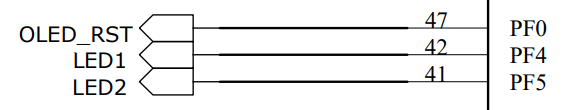 OLED_RST 47 PF0
LED1 42 PF4
LED2 41 PF5